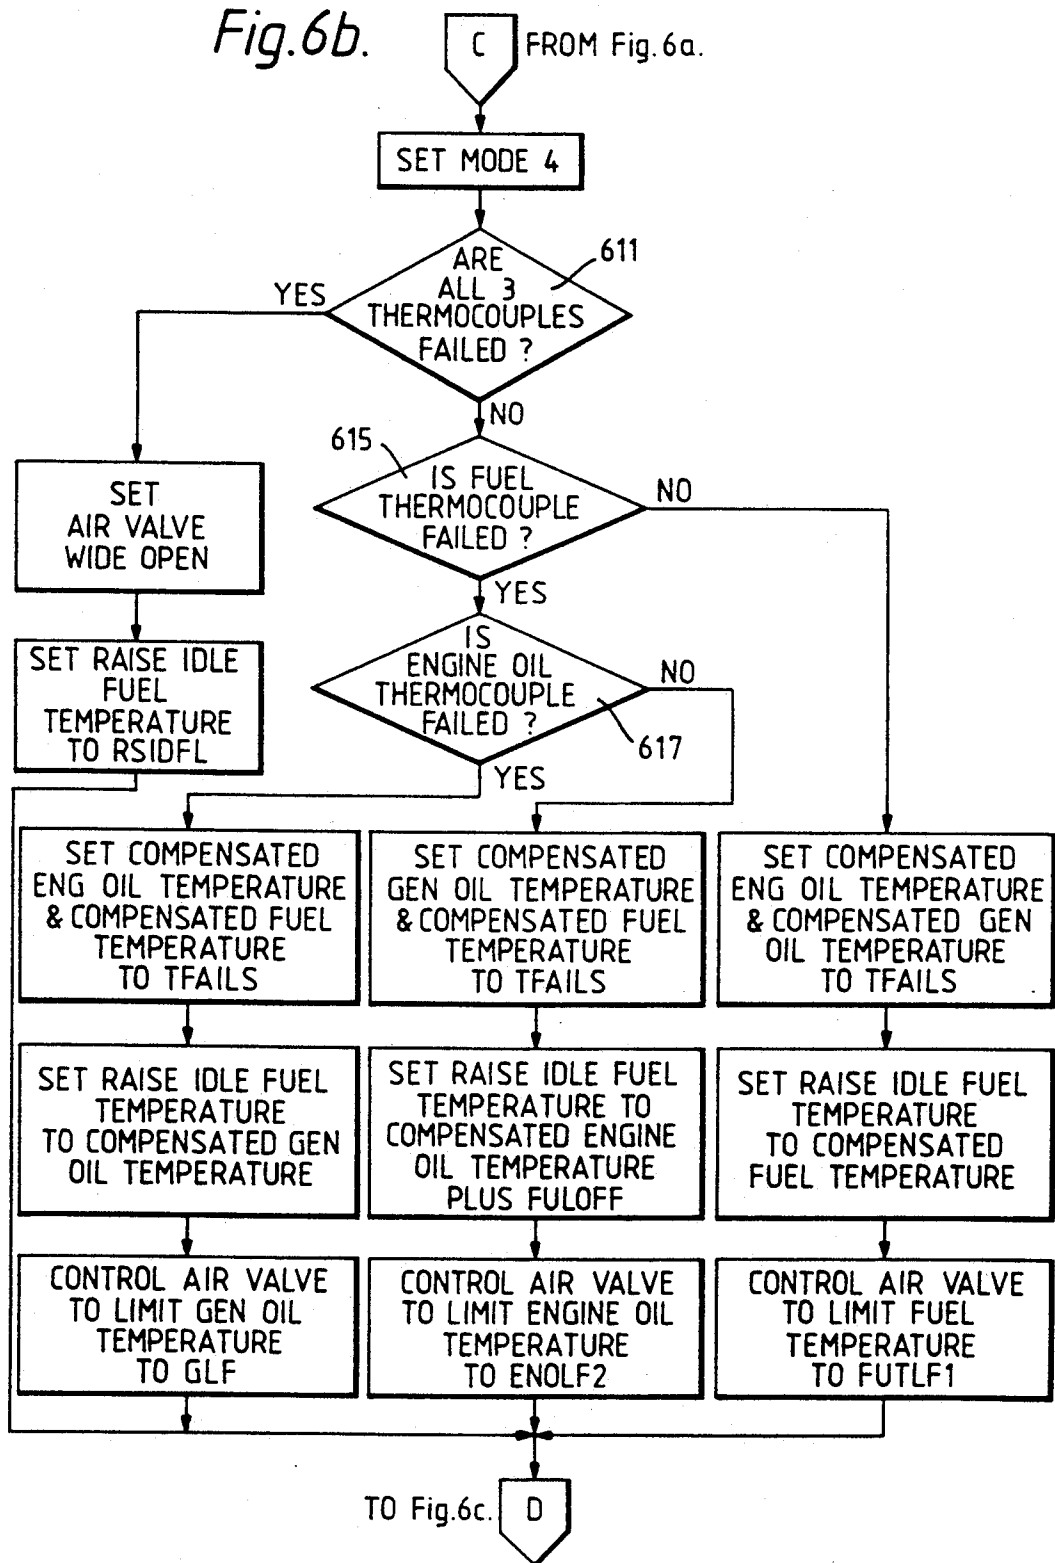 Fig.6b.
C
FROM Fig.6a.
SET MODE 4
ARE
ALL 3
THERMOCOUPLES
FAILED ?
611
YES
NO
615
IS FUEL
THERMOCOUPLE
FAILED ?
NO
YES
SET
AIR VALVE
WIDE OPEN
IS
ENGINE OIL
THERMOCOUPLE
FAILED ?
NO
617
YES
SET RAISE IDLE
FUEL
TEMPERATURE
TO RSIDFL
SET COMPENSATED
ENG OIL TEMPERATURE
& COMPENSATED FUEL
TEMPERATURE
TO TFAILS
SET COMPENSATED
GEN OIL TEMPERATURE
& COMPENSATED FUEL
TEMPERATURE
TO TFAILS
SET COMPENSATED
ENG OIL TEMPERATURE
& COMPENSATED GEN
OIL TEMPERATURE
TO TFAILS
SET RAISE IDLE FUEL
TEMPERATURE
TO COMPENSATED GEN
OIL TEMPERATURE
SET RAISE IDLE FUEL
TEMPERATURE TO
COMPENSATED ENGINE
OIL TEMPERATURE
PLUS FULOFF
SET RAISE IDLE FUEL
TEMPERATURE
TO COMPENSATED
FUEL TEMPERATURE
CONTROL AIR VALVE
TO LIMIT GEN OIL
TEMPERATURE
TO GLF
CONTROL AIR VALVE
TO LIMIT ENGINE OIL
TEMPERATURE
TO ENOLF2
CONTROL AIR VALVE
TO LIMIT FUEL
TEMPERATURE
TO FUTLF1
TO Fig.6c.
D